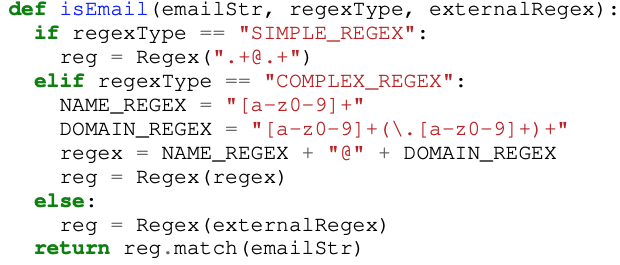 def isEmail(emailStr, regexType, externalRegex):
  if regexType == "SIMPLE_REGEX":
    reg = Regex(".+@.+")
  elif regexType == "COMPLEX_REGEX":
    NAME_REGEX = "[a-z0-9]+"
    DOMAIN_REGEX = "[a-z0-9]+(\.[a-z0-9]+)+"
    regex = NAME_REGEX + "@" + DOMAIN_REGEX
    reg = Regex(regex)
  else:
    reg = Regex(externalRegex)
  return reg.match(emailStr)